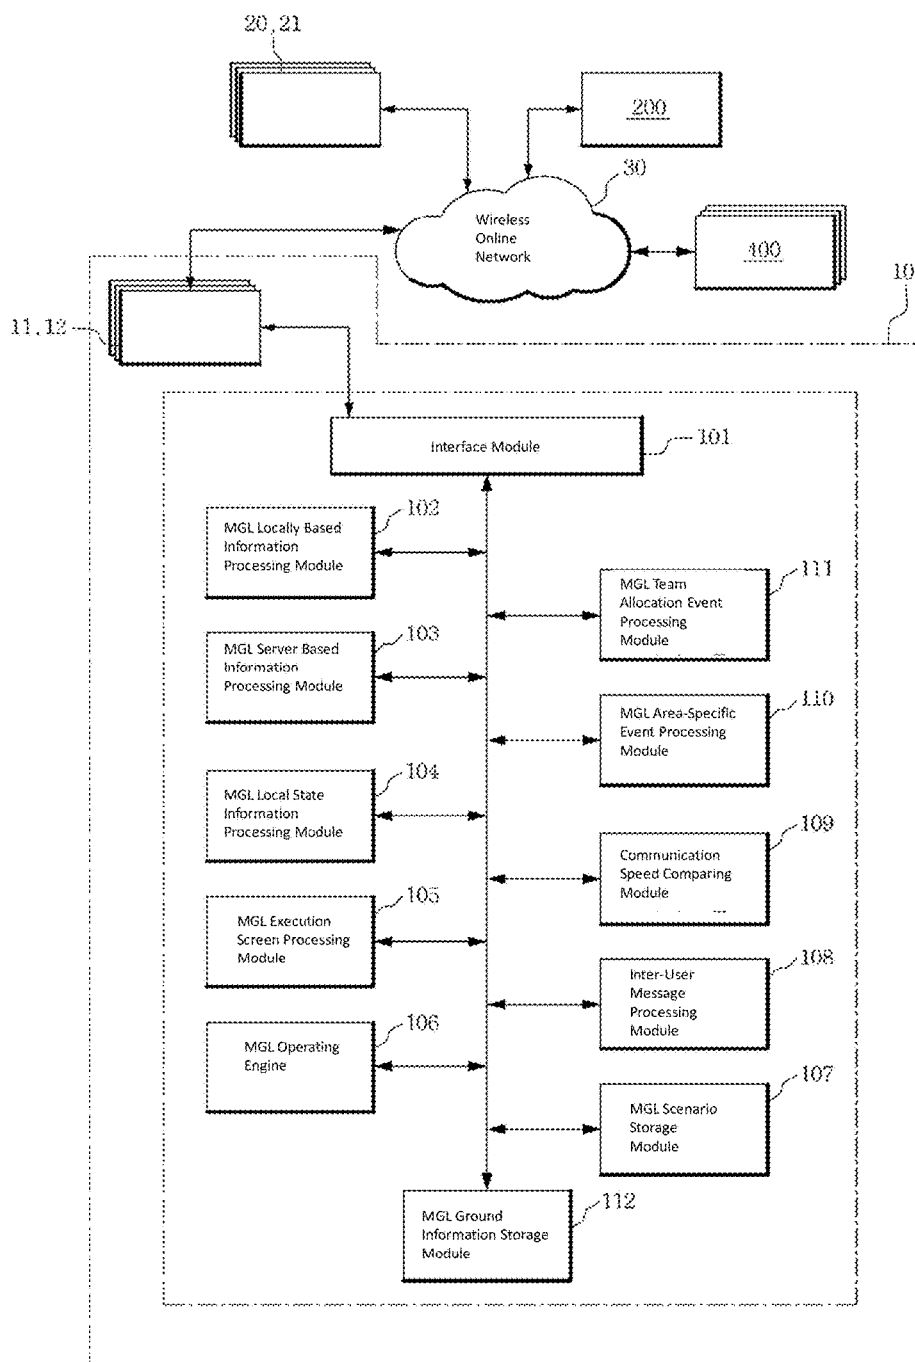 20, 21
200
30
Wireless
Online
Network
400
10
11, 12
Interface Module
101
102
MGL Locally Based
Information
Processing Module
111
MGL Team
Allocation Event
Processing
Module
103
MGL Server Based
Information
Processing Module
110
MGL Area-Specific
Event Processing
Module
104
MGL Local State
Information
Processing Module
109
Communication
Speed Comparing
Module
105
MGL Execution
Screen Processing
Module
108
Inter-User
Message
Processing
Module
106
MGL Operating
Engine
107
MGL Scenario
Storage
Module
112
MGL Ground
Information Storage
Module